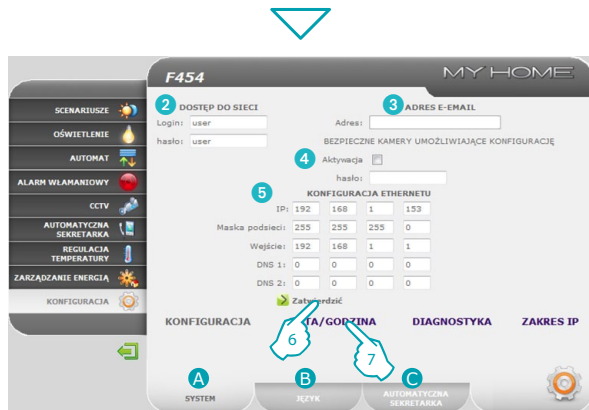 F454
MY HOME
2 DOSTĘP DO SIECI
3 ADRES E-EMAIL
Login: user
Adres:
hasło: user
BEZPIECZNE KAMERY UMOŻLIWIAJĄCE KONFIGURACJĘ
4 Aktywacja
hasło:
5 KONFIGURACJA ETHERNETU
IP: 192 168 1 153
Maska podsieci: 255 255 255 0
Wejście: 192 168 1 1
DNS 1: 0 0 0 0
DNS 2: 0 0 0 0
Zatwierdzić
KONFIGURACJA
TA/GODZINA
DIAGNOSTYKA
ZAKRES IP
6
7
A
B
C
SYSTEM
JĘZYK
AUTOMATYCZNA
SEKRETARKA
SCENARIUSZE
OŚWIETLENIE
AUTOMAT
ALARM WŁAMANIOWY
CCTV
AUTOMATYCZNA
SEKRETARKA
REGULACJA
TEMPERATURY
ZARZĄDZANIE ENERGIĄ
KONFIGURACJA